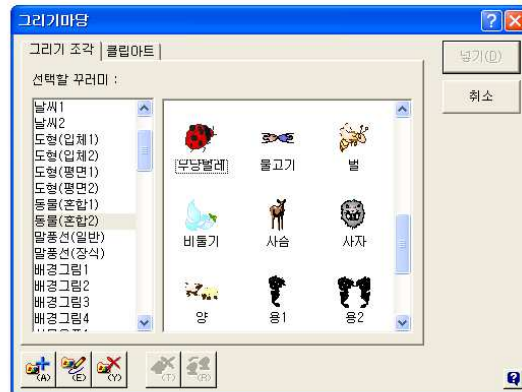 그리기마당
그리기 조각 클립아트
넣기(D)
취소
선택할 꾸러미 :
날씨1
날씨2
도형(입체1)
도형(입체2)
도형(평면1)
도형(평면2)
동물(혼합1)
동물(혼합2)
말풍선(일반)
말풍선(장식)
배경그림1
배경그림2
배경그림3
배경그림4
무당벌레 물고기 벌
비둘기 사슴 사자
양 용1 용2
(A) (E) (Y) (T) (R)